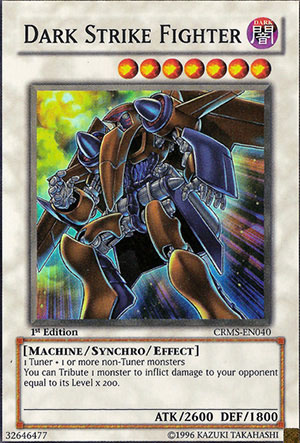 DARK STRIKE FIGHTER
DARK
闇
1st Edition
CRMS-EN040
[MACHINE/SYNCHRO/EFFECT]
1 Tuner + 1 or more non-Tuner monsters
You can Tribute 1 monster to inflict damage to your opponent
equal to its Level x 200.
ATK/2600 DEF/1800
32646477
©1996 KAZUKI TAKAHASHI